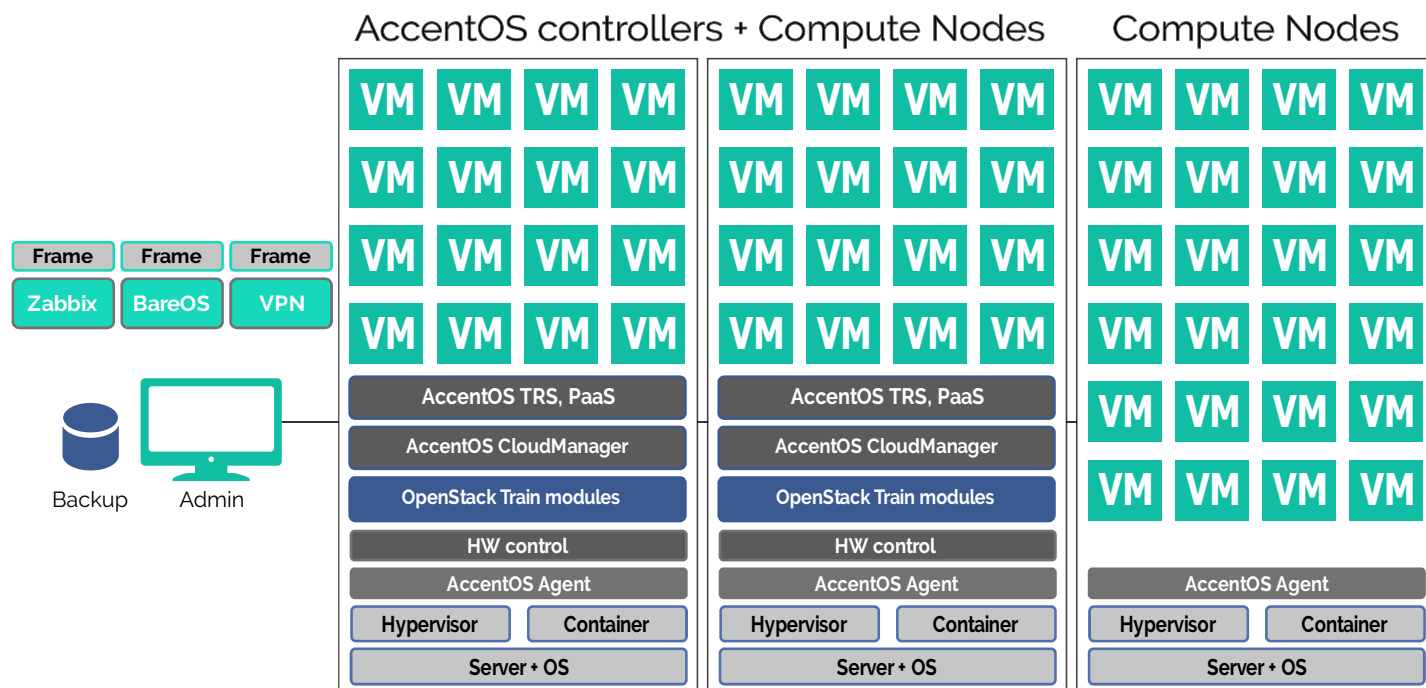 AccentOS controllers + Compute Nodes
Compute Nodes
Frame Frame Frame
Zabbix BareOS VPN
Backup
Admin
VM VM VM VM
VM VM VM VM
VM VM VM VM
VM VM VM VM
AccentOS TRS, PaaS
AccentOS CloudManager
OpenStack Train modules
HW control
AccentOS Agent
Hypervisor Container
Server + OS
VM VM VM VM
VM VM VM VM
VM VM VM VM
VM VM VM VM
AccentOS TRS, PaaS
AccentOS CloudManager
OpenStack Train modules
HW control
AccentOS Agent
Hypervisor Container
Server + OS
VM VM VM VM
VM VM VM VM
VM VM VM VM
VM VM VM VM
VM VM VM VM
VM VM VM VM
AccentOS Agent
Hypervisor Container
Server + OS